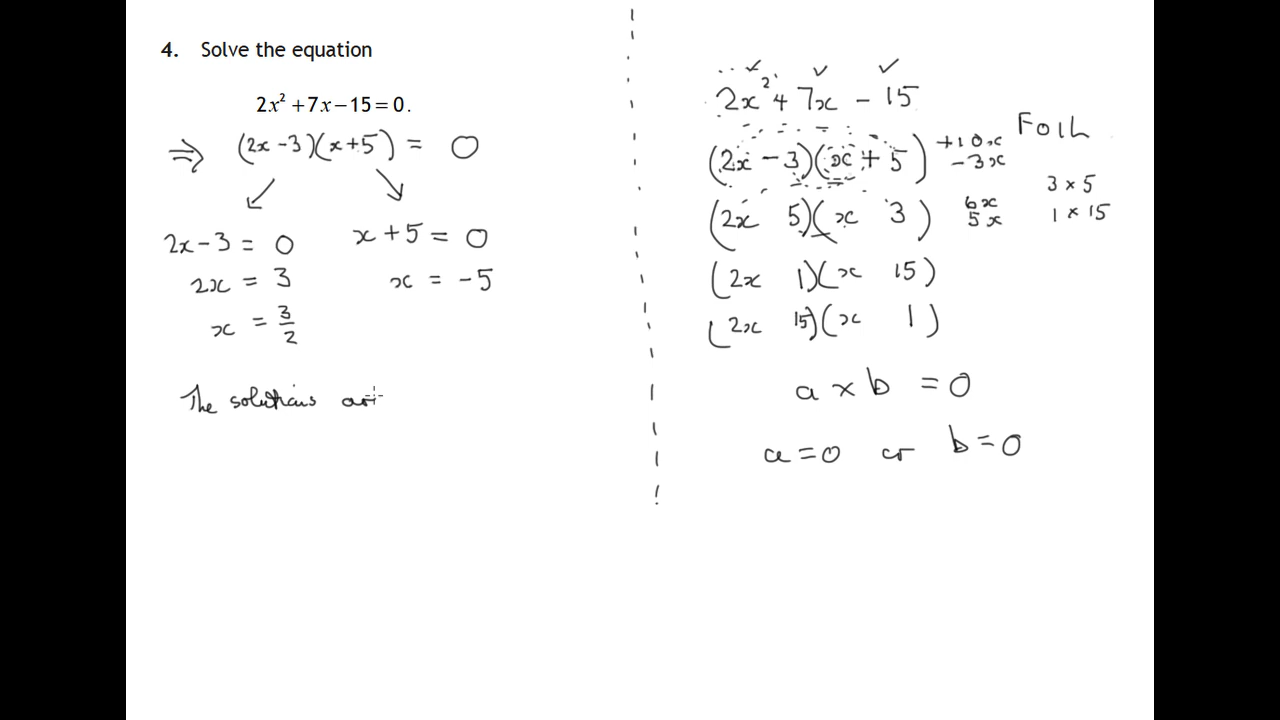 4. Solve the equation
2x² + 7x − 15 = 0.
⇒ (2x − 3)(x + 5) = 0
2x − 3 = 0
x + 5 = 0
2x = 3
x = −5
x = 3/2
The solutions are
2x² + 7x − 15
(2x − 3)(x + 5)
+10x
−3x
FOIL
3 × 5
1 × 15
(2x 5)(x 3)
6x
5x
(2x 1)(x 15)
(2x 15)(x 1)
a × b = 0
a = 0 or b = 0